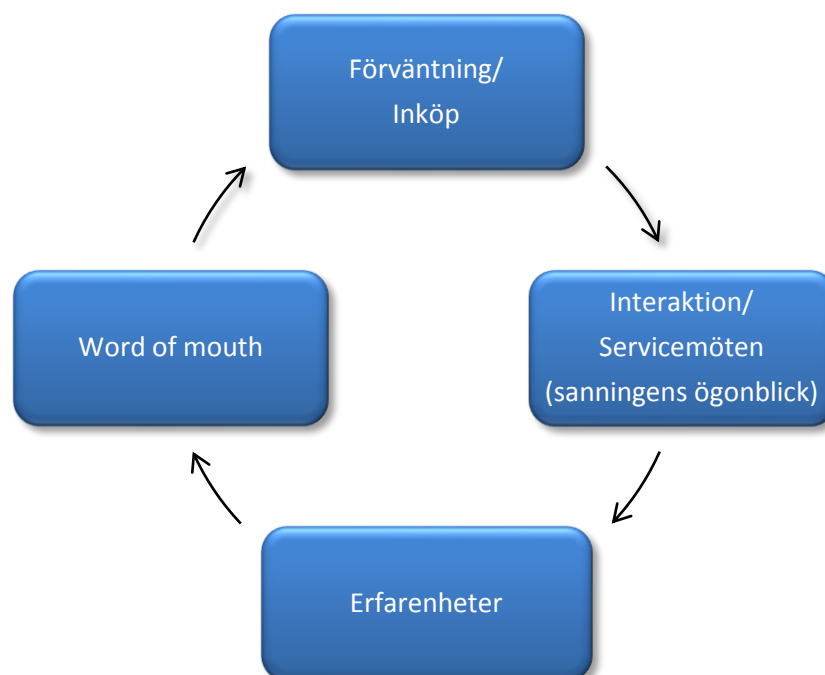 Förväntning/
Inköp
Interaktion/
Servicemöten
(sanningens ögonblick)
Erfarenheter
Word of mouth